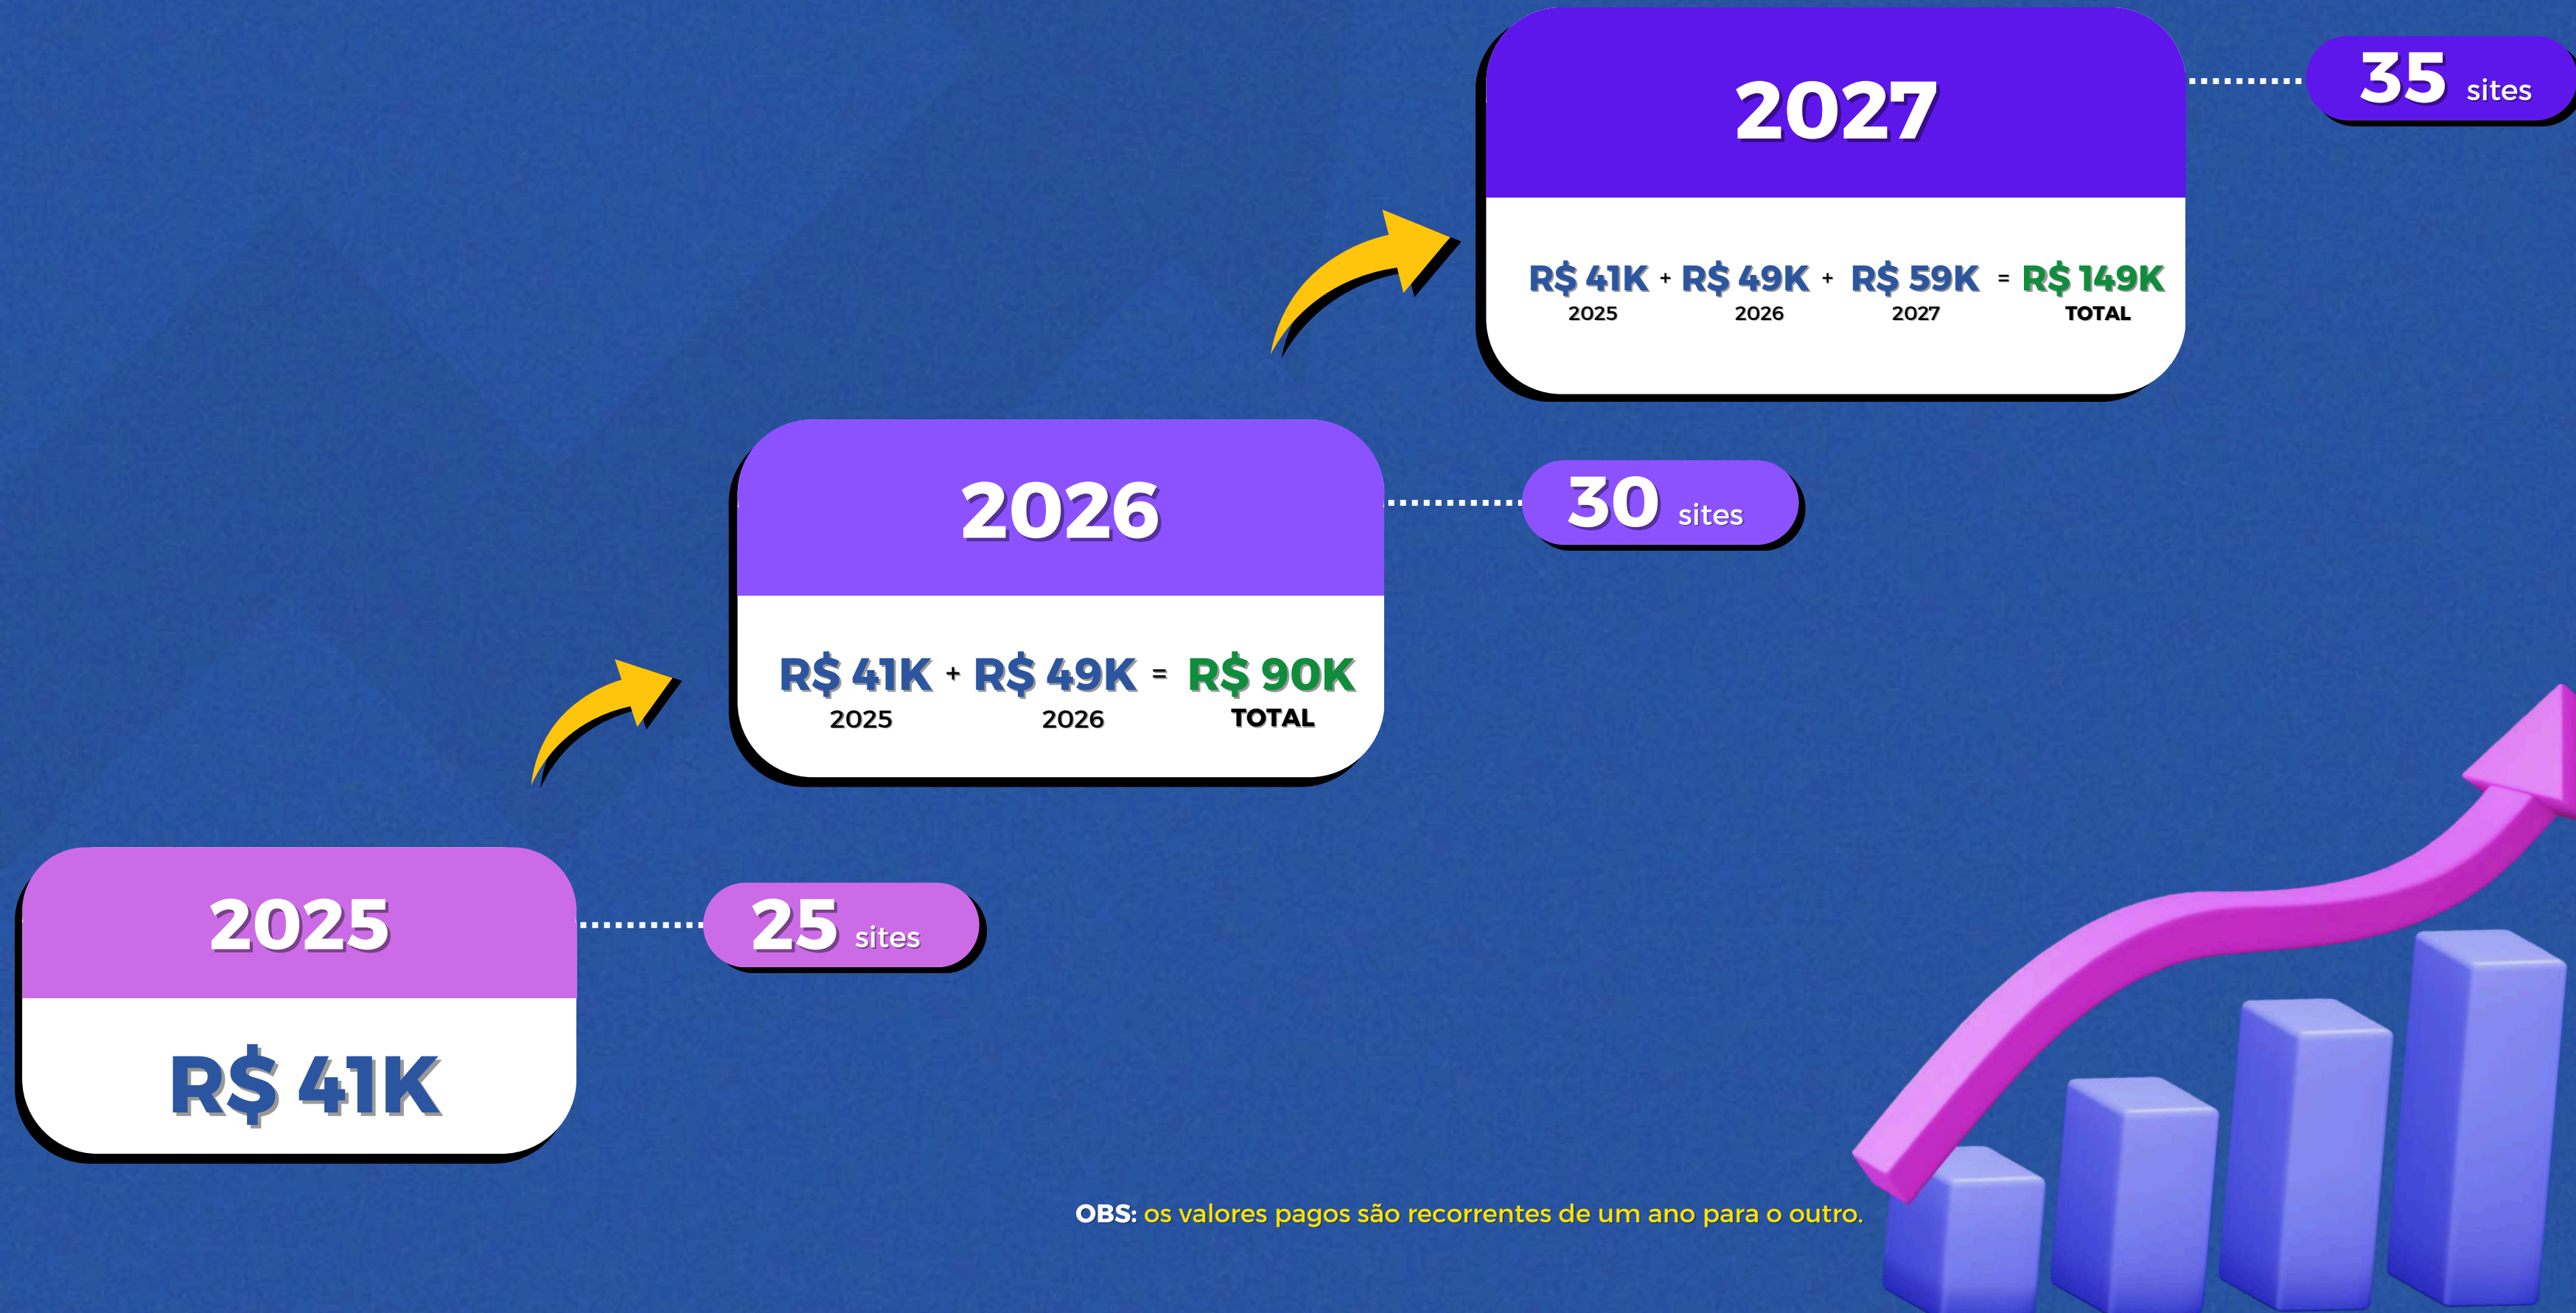 2027
35 sites
R$ 41K + R$ 49K + R$ 59K = R$ 149K
2025 2026 2027 TOTAL
2026
30 sites
R$ 41K + R$ 49K = R$ 90K
2025 2026 TOTAL
2025
25 sites
R$ 41K
OBS: os valores pagos são recorrentes de um ano para o outro.